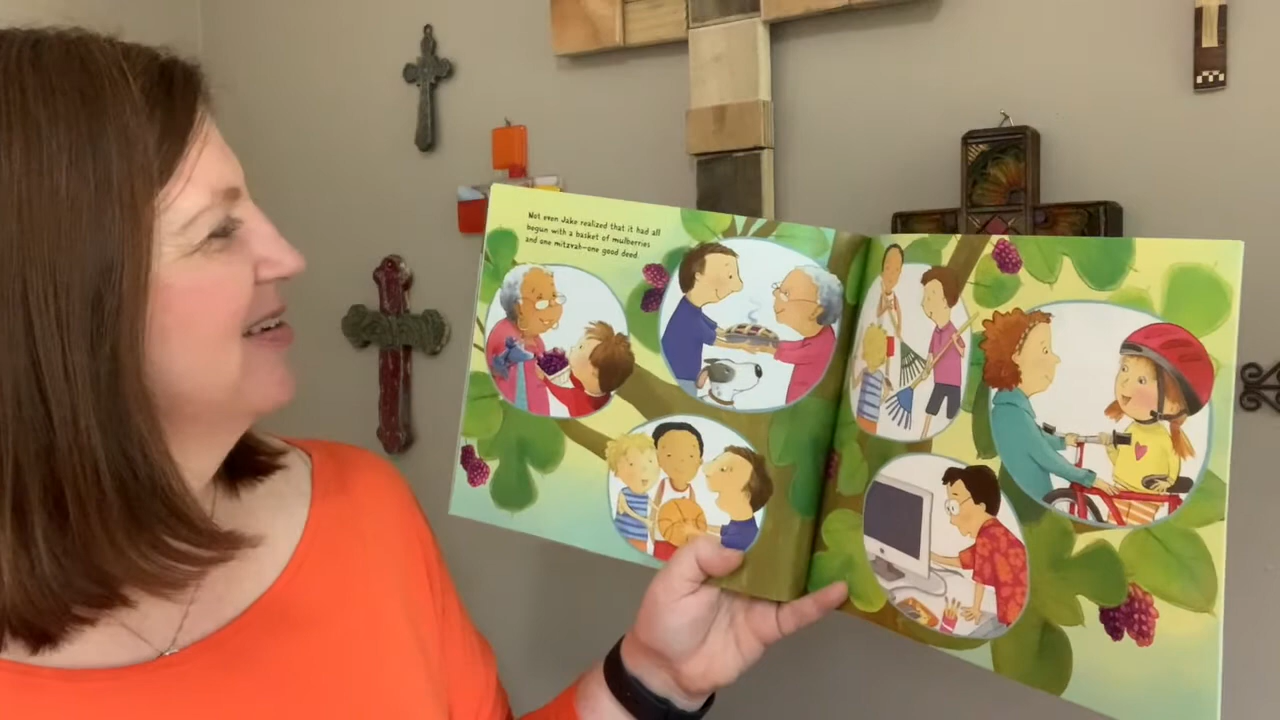 Not even Jake realized that it had all
begun with a basket of mulberries
and one mitzvah—one good deed.